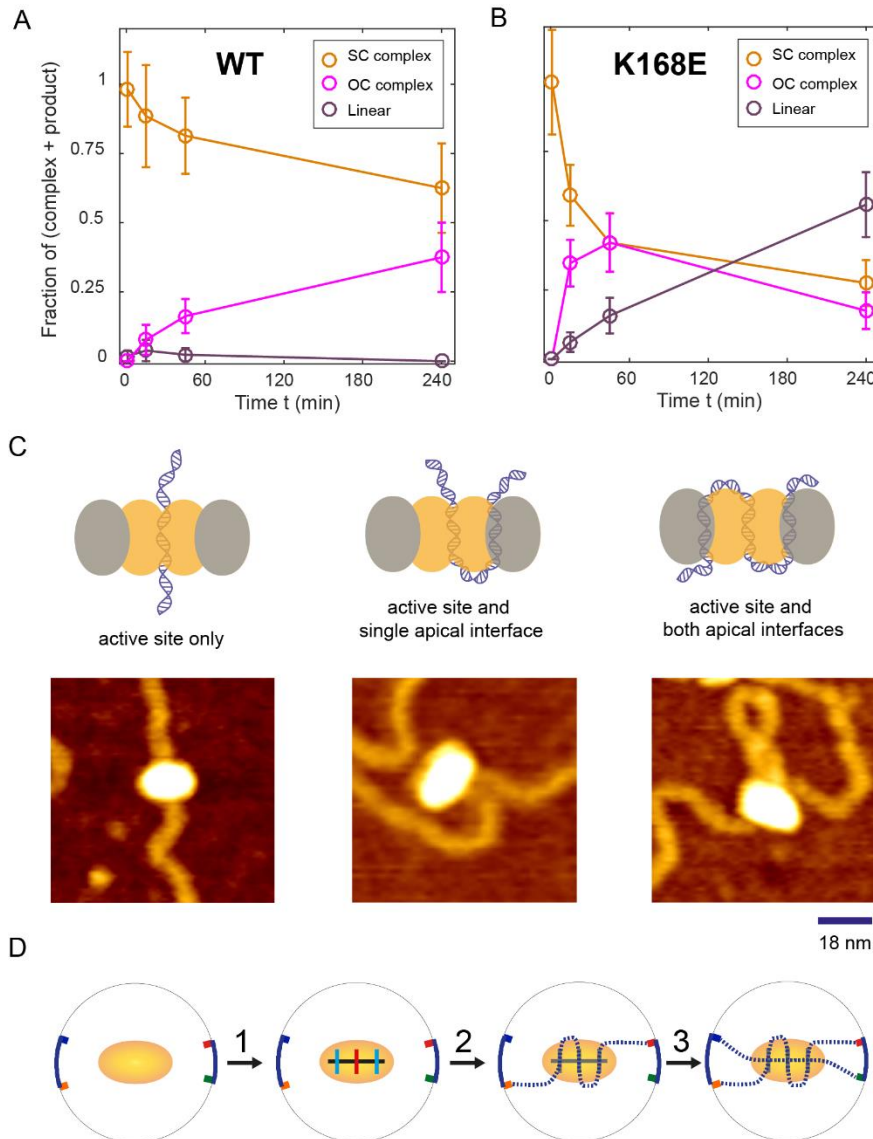 A
WT
SC complex
OC complex
Linear
Fraction of (complex + product)
1
0.75
0.5
0.25
0
0
60
120
180
240
Time t (min)
B
K168E
SC complex
OC complex
Linear
0
60
120
180
240
Time t (min)
C
active site only
active site and
single apical interface
active site and
both apical interfaces
18 nm
D
1
2
3